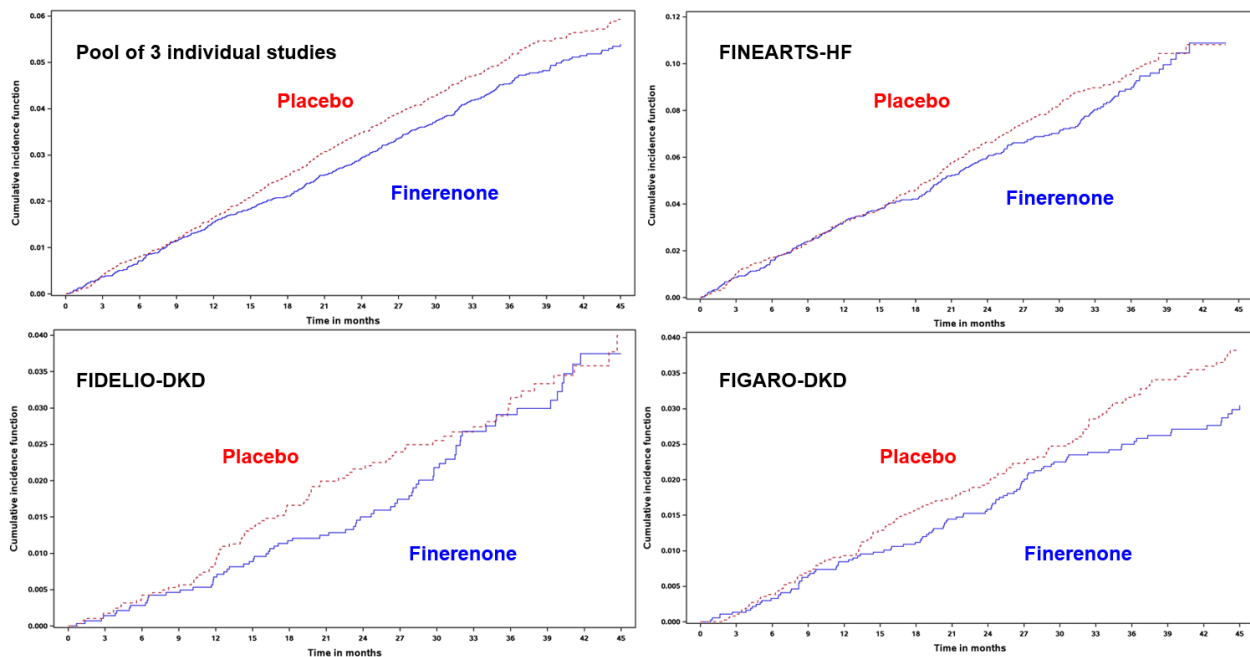 Pool of 3 individual studies
Placebo
Finerenone
Cumulative incidence function
0.06
0.05
0.04
0.03
0.02
0.01
0.00
0 3 6 9 12 15 18 21 24 27 30 33 36 39 42 45
Time in months
FINEARTS-HF
Placebo
Finerenone
Cumulative incidence function
0.12
0.10
0.08
0.06
0.04
0.02
0.00
0 3 6 9 12 15 18 21 24 27 30 33 36 39 42 45
Time in months
FIDELIO-DKD
Placebo
Finerenone
Cumulative incidence function
0.040
0.035
0.030
0.025
0.020
0.015
0.010
0.005
0.000
0 3 6 9 12 15 18 21 24 27 30 33 36 39 42 45
Time in months
FIGARO-DKD
Placebo
Finerenone
Cumulative incidence function
0.040
0.035
0.030
0.025
0.020
0.015
0.010
0.005
0.000
0 3 6 9 12 15 18 21 24 27 30 33 36 39 42 45
Time in months